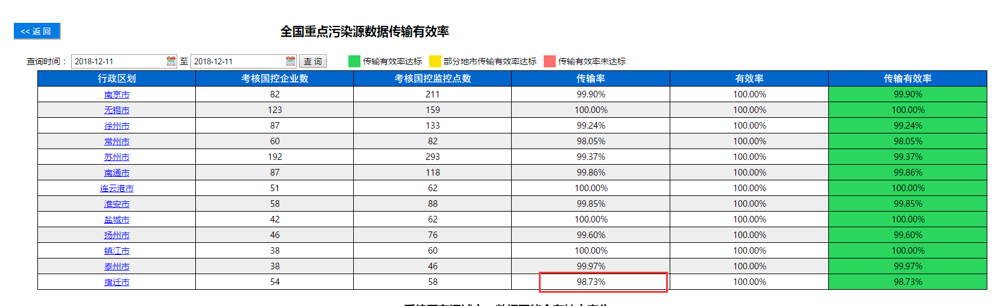 << 返 回
全国重点污染源数据传输有效率
查询时间： 2018-12-11 至 2018-12-11 查 询 传输有效率达标 部分地市传输有效率达标 传输有效率未达标
行政区划 考核国控企业数 考核国控监控点数 传输率 有效率 传输有效率
南京市 82 211 99.90% 100.00% 99.90%
无锡市 123 159 100.00% 100.00% 100.00%
徐州市 87 133 99.24% 100.00% 99.24%
常州市 60 82 98.05% 100.00% 98.05%
苏州市 192 293 99.37% 100.00% 99.37%
南通市 87 118 99.86% 100.00% 99.86%
连云港市 51 62 100.00% 100.00% 100.00%
淮安市 58 88 99.85% 100.00% 99.85%
盐城市 42 62 100.00% 100.00% 100.00%
扬州市 46 76 99.60% 100.00% 99.60%
镇江市 38 60 100.00% 100.00% 100.00%
泰州市 38 46 99.97% 100.00% 99.97%
宿迁市 54 58 98.73% 100.00% 98.73%